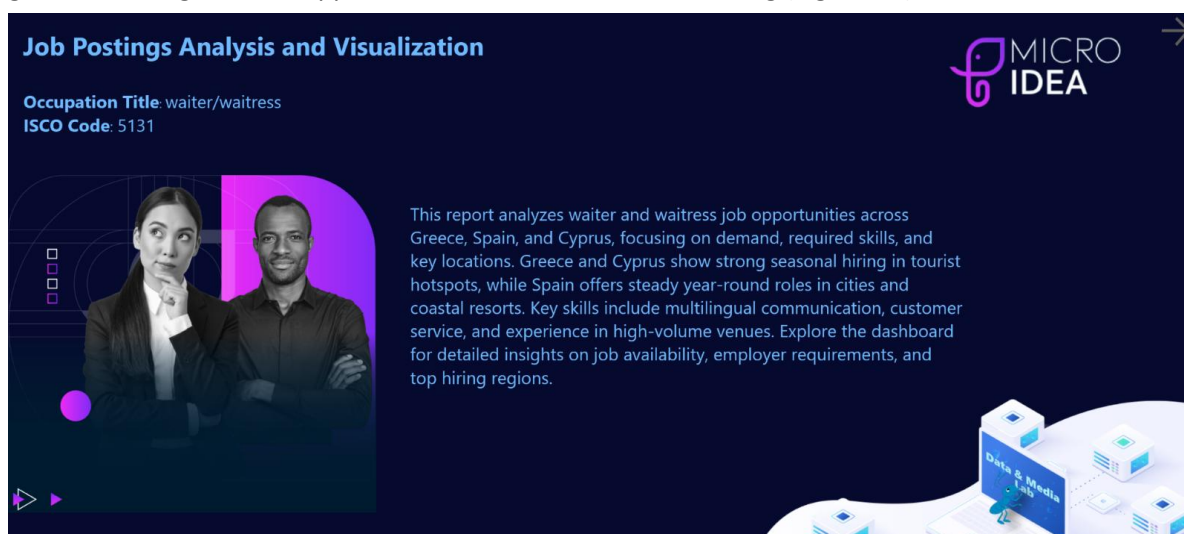 Job Postings Analysis and Visualization
MICRO
IDEA
Occupation Title: waiter/waitress
ISCO Code: 5131
This report analyzes waiter and waitress job opportunities across
Greece, Spain, and Cyprus, focusing on demand, required skills, and
key locations. Greece and Cyprus show strong seasonal hiring in tourist
hotspots, while Spain offers steady year-round roles in cities and
coastal resorts. Key skills include multilingual communication, customer
service, and experience in high-volume venues. Explore the dashboard
for detailed insights on job availability, employer requirements, and
top hiring regions.
Data & Media
Lab